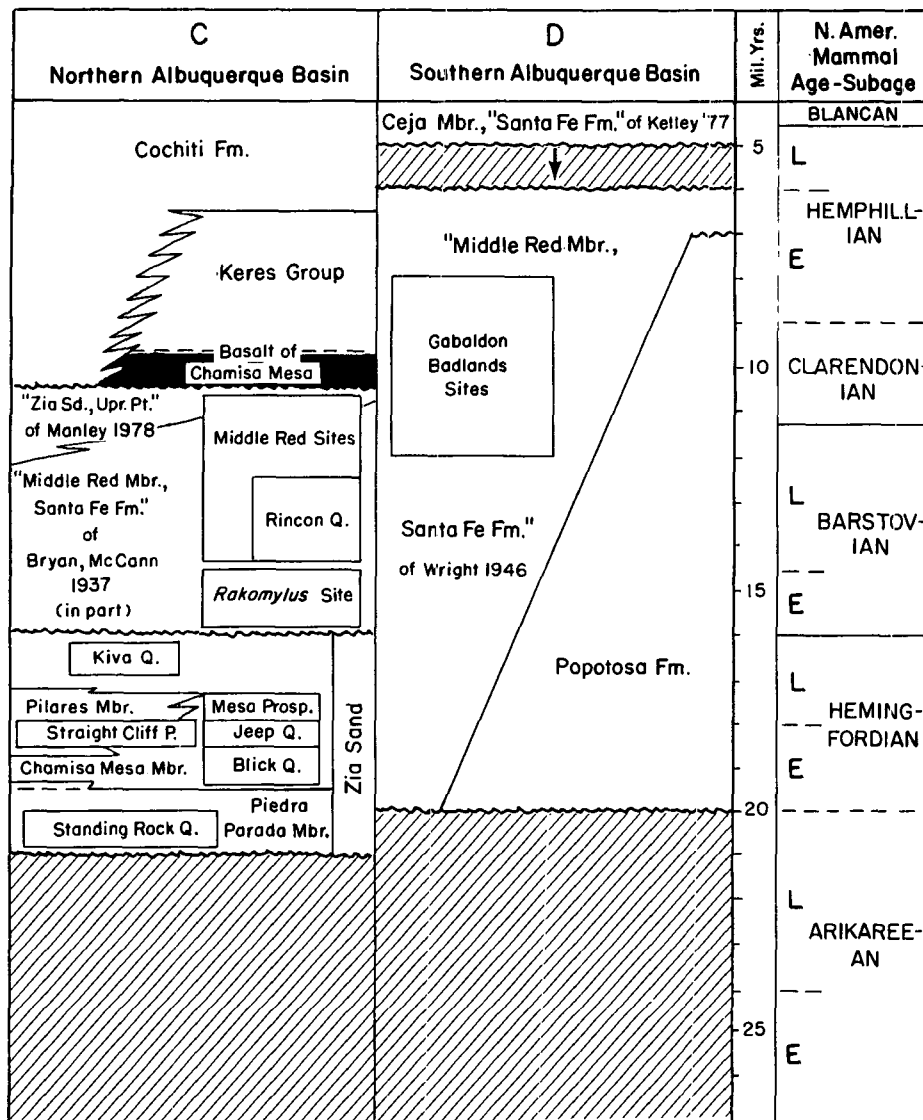 C
Northern Albuquerque Basin
D
Southern Albuquerque Basin
Mil. Yrs.
N. Amer.
Mammal
Age-Subage
Cochiti Fm.
Keres Group
Basalt of
Chamisa Mesa
"Zia Sd., Upr. Pt."
of Manley 1978
"Middle Red Mbr.,
Santa Fe Fm."
of
Bryan, McCann
1937
(in part)
Middle Red Sites
Rincon Q.
Rakomylus Site
Kiva Q.
Pilares Mbr.
Straight Cliff P.
Chamisa Mesa Mbr.
Mesa Prosp.
Jeep Q.
Blick Q.
Piedra
Parada Mbr.
Standing Rock Q.
Zia Sand
Ceja Mbr., "Santa Fe Fm." of Kelley '77
"Middle Red Mbr.,
Gabaldon
Badlands
Sites
Santa Fe Fm."
of Wright 1946
Popotosa Fm.
5
10
15
20
25
BLANCAN
L
HEMPHILL-
IAN
E
CLARENDON-
IAN
L
BARSTOV-
IAN
E
L
HEMING-
FORDIAN
E
L
ARIKAREE-
AN
E